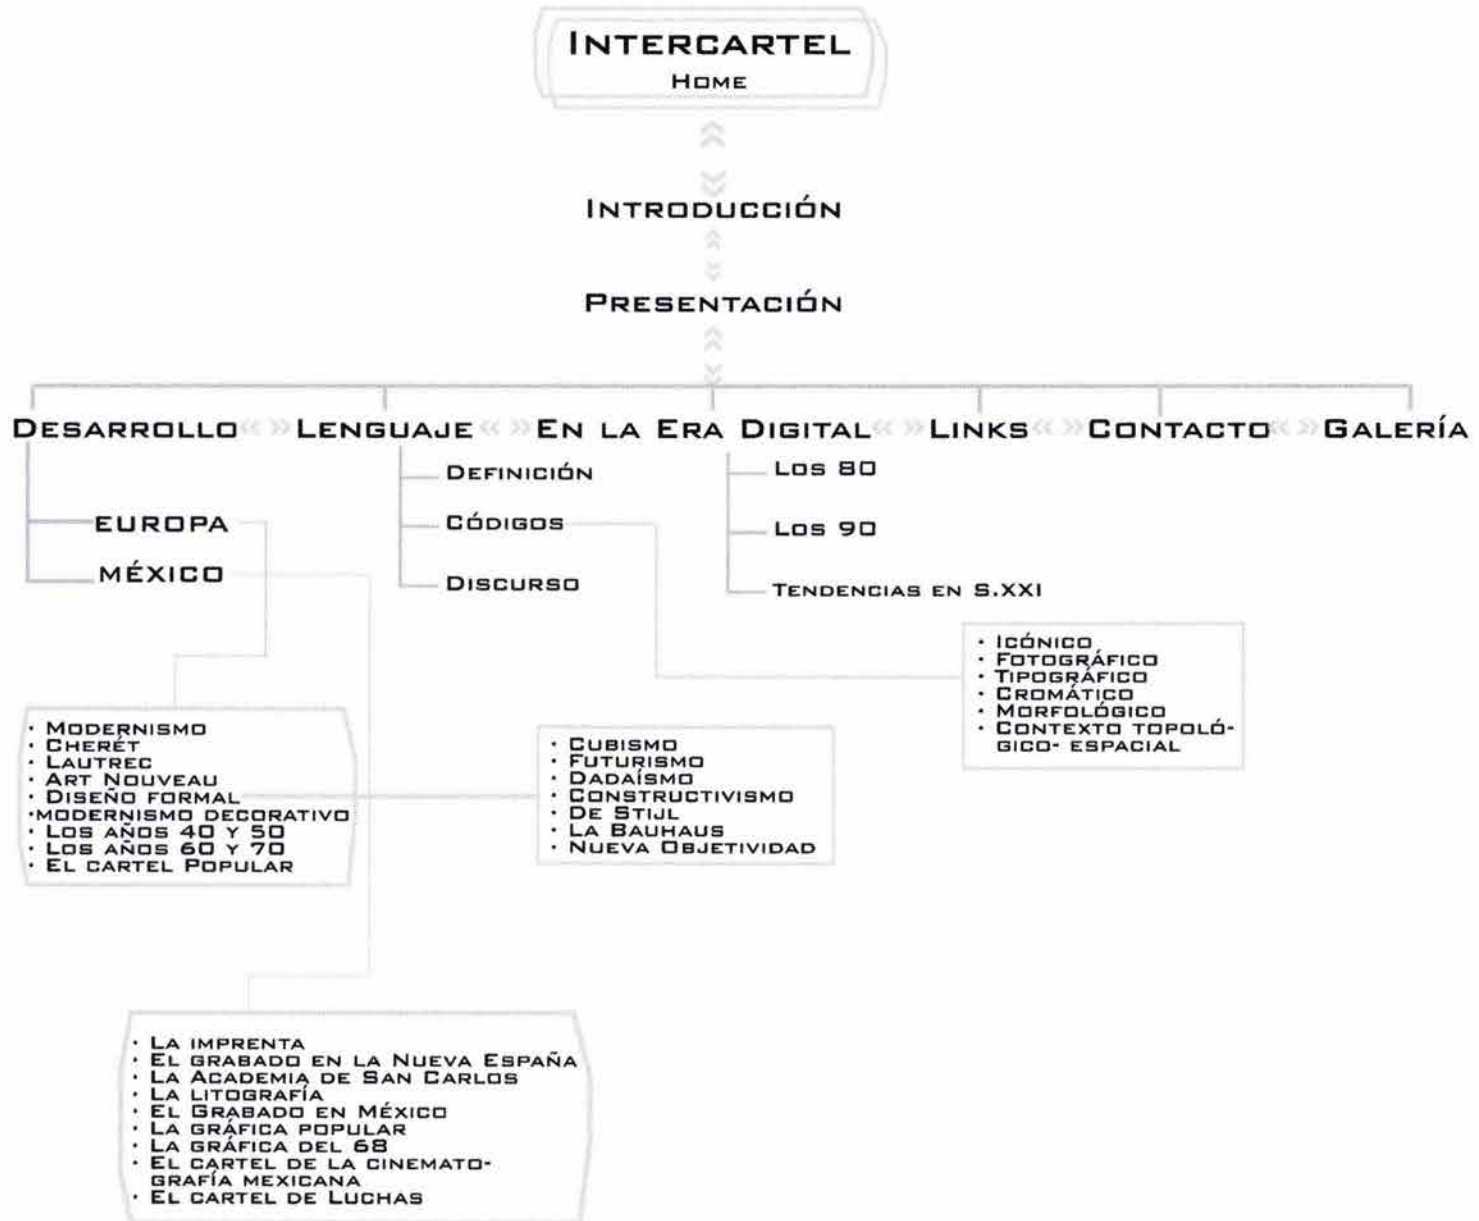 INTERCARTEL
HOME
INTRODUCCIÓN
PRESENTACIÓN
DESARROLLO «» LENGUAJE «» EN LA ERA DIGITAL «» LINKS «» CONTACTO «» GALERÍA
EUROPA
MÉXICO
DEFINICIÓN
CÓDIGOS
DISCURSO
LOS 80
LOS 90
TENDENCIAS EN S.XXI
· ICÓNICO
· FOTOGRÁFICO
· TIPOGRÁFICO
· CROMÁTICO
· MORFOLÓGICO
· CONTEXTO TOPOLÓ-
GICO- ESPACIAL
· MODERNISMO
· CHERÉT
· LAUTREC
· ART NOUVEAU
· DISEÑO FORMAL
·MODERNISMO DECORATIVO
· LOS AÑOS 40 Y 50
· LOS AÑOS 60 Y 70
· EL CARTEL POPULAR
· CUBISMO
· FUTURISMO
· DADAÍSMO
· CONSTRUCTIVISMO
· DE STIJL
· LA BAUHAUS
· NUEVA OBJETIVIDAD
· LA IMPRENTA
· EL GRABADO EN LA NUEVA ESPAÑA
· LA ACADEMIA DE SAN CARLOS
· LA LITOGRAFÍA
· EL GRABADO EN MÉXICO
· LA GRÁFICA POPULAR
· LA GRÁFICA DEL 68
· EL CARTEL DE LA CINEMATO-
GRAFÍA MEXICANA
· EL CARTEL DE LUCHAS